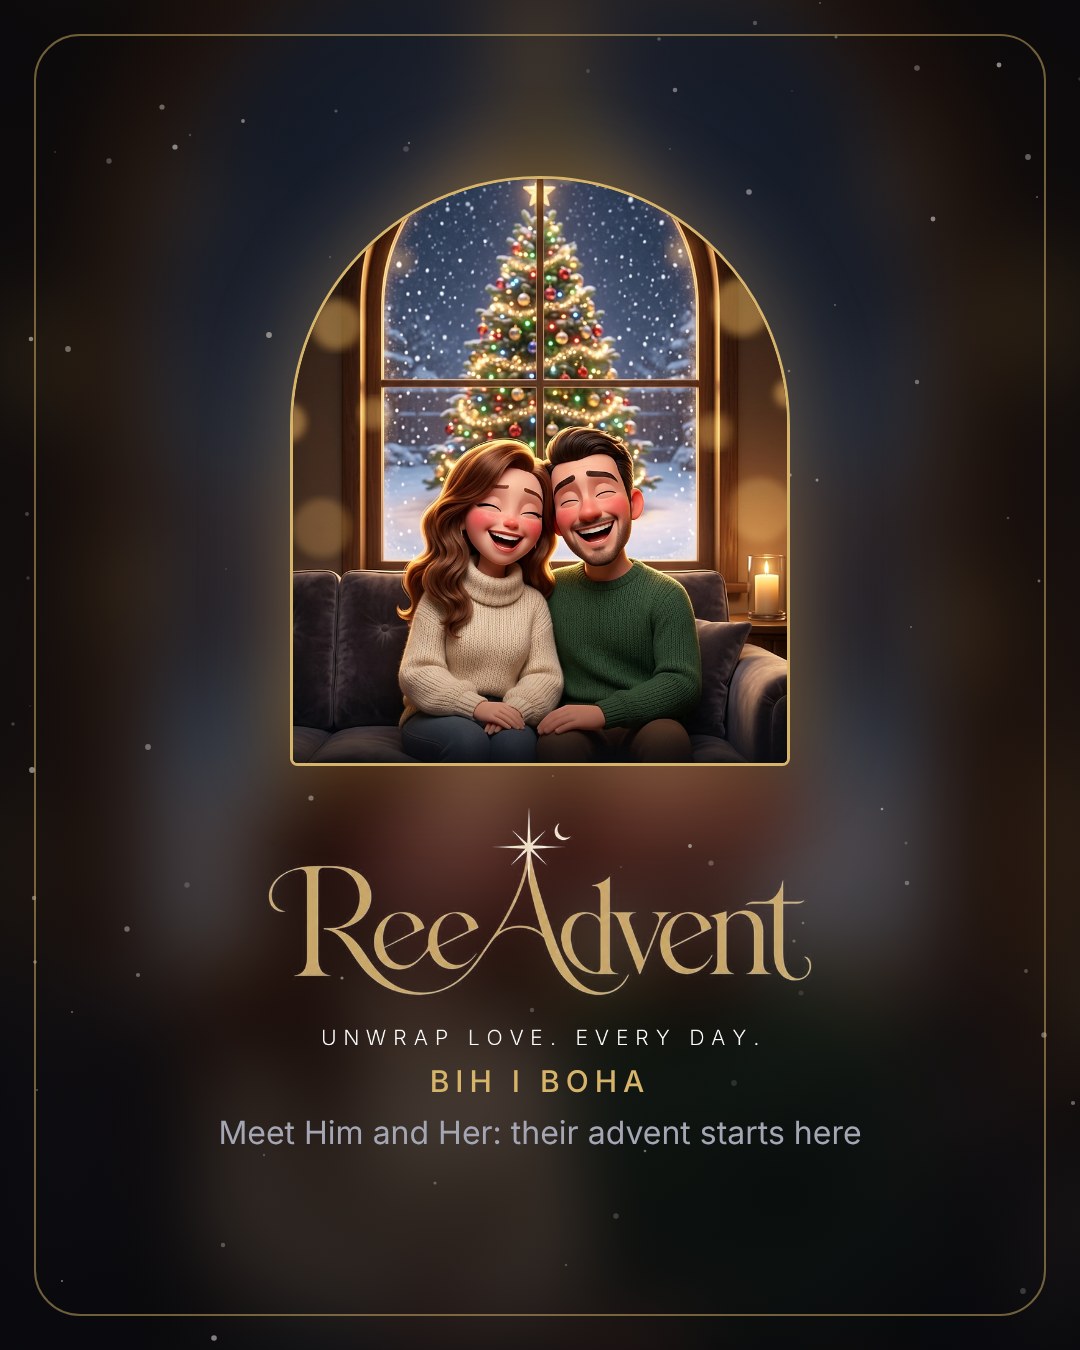 ReeAdvent
UNWRAP LOVE. EVERY DAY.
BIH I BOHA
Meet Him and Her: their advent starts here